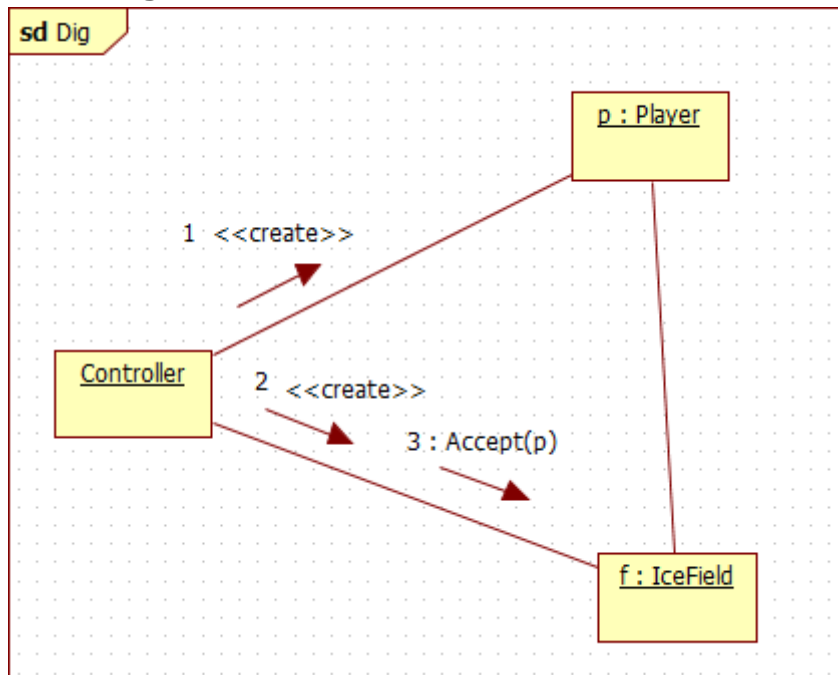 sd Dig
p : Player
1 <<create>>
Controller
2 <<create>>
3 : Accept(p)
f : IceField